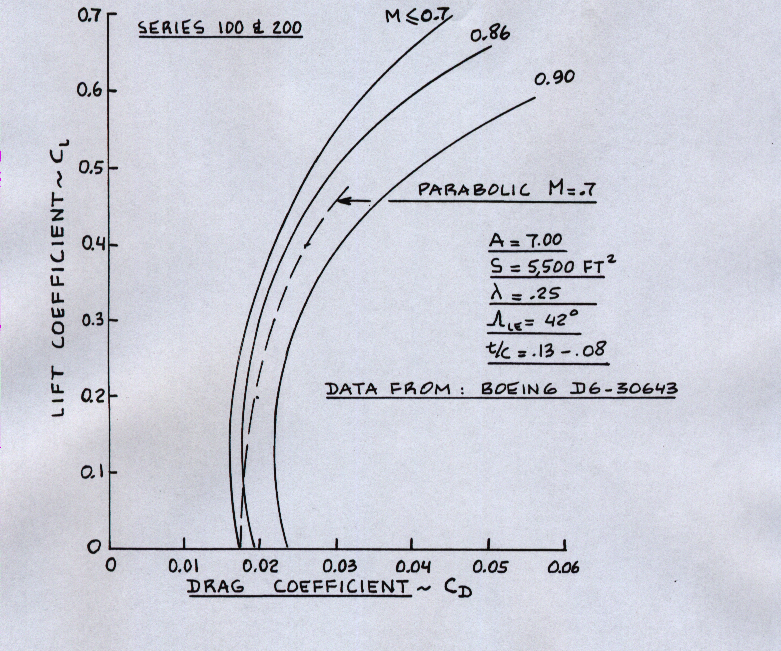 0.7
SERIES 100 & 200
M≤0.7
0.86
0.90
0.6
0.5
0.4
0.3
0.2
0.1
0
LIFT COEFFICIENT ~ CL
PARABOLIC M=.7
A = 7.00
S = 5,500 FT²
λ = .25
ΛLE = 42°
t/c = .13 - .08
DATA FROM: BOEING D6-30643
0 0.01 0.02 0.03 0.04 0.05 0.06
DRAG COEFFICIENT ~ CD